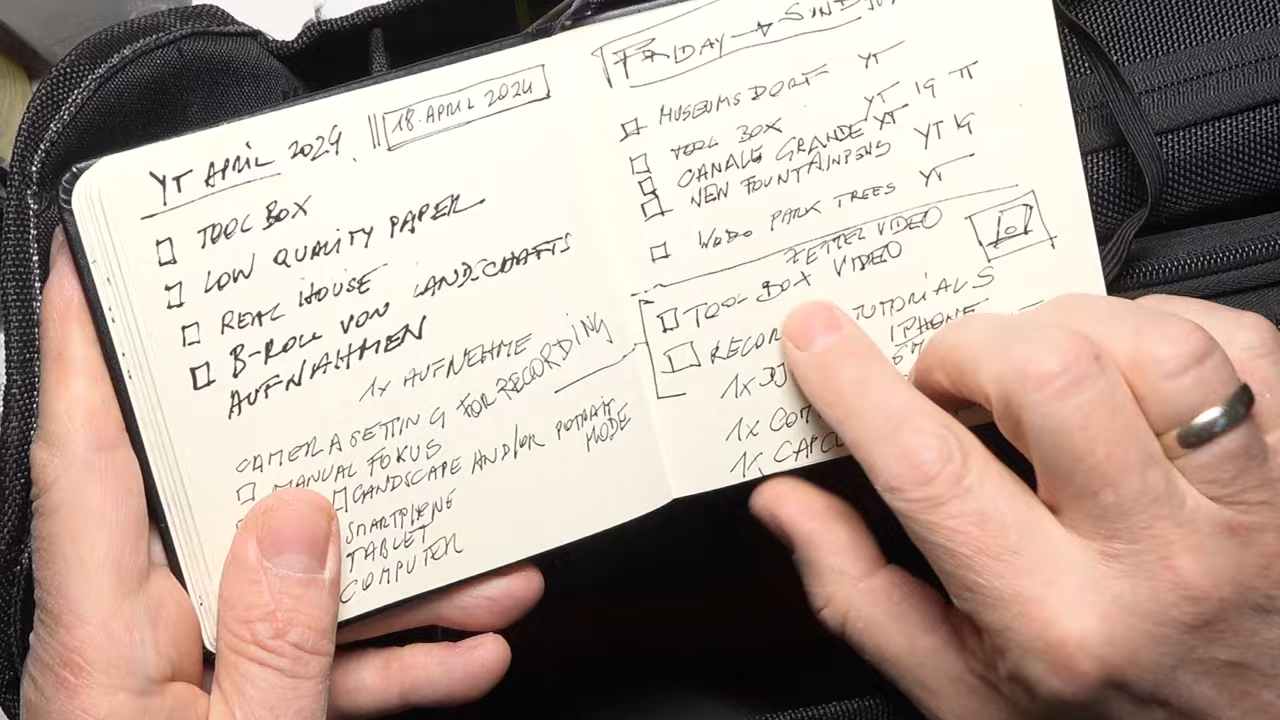 YT APRIL 2024
18. APRIL 2024
TOOL BOX
LOW QUALITY PAPER
REAL HOUSE
B-ROLL VON LANDSCHAFTS
AUFNAHMEN
1x AUFNEHME
CAMERA SETTING FOR RECORDING
MANUAL FOKUS
LANDSCAPE AND/OR POTRAIT
MODE
SMARTPHONE
TABLET
COMPUTER
FRIDAY →
MUSEUMSDORF YT
TOOL BOX YT IG TT
CANALE GRANDE YT
NEW FOUNTAINPENS YT IG
WODO PARK TREES YT
ZETTEL VIDEO
TOOL BOX VIDEO
TUTORIALS
1x IPHONE
1x
1x